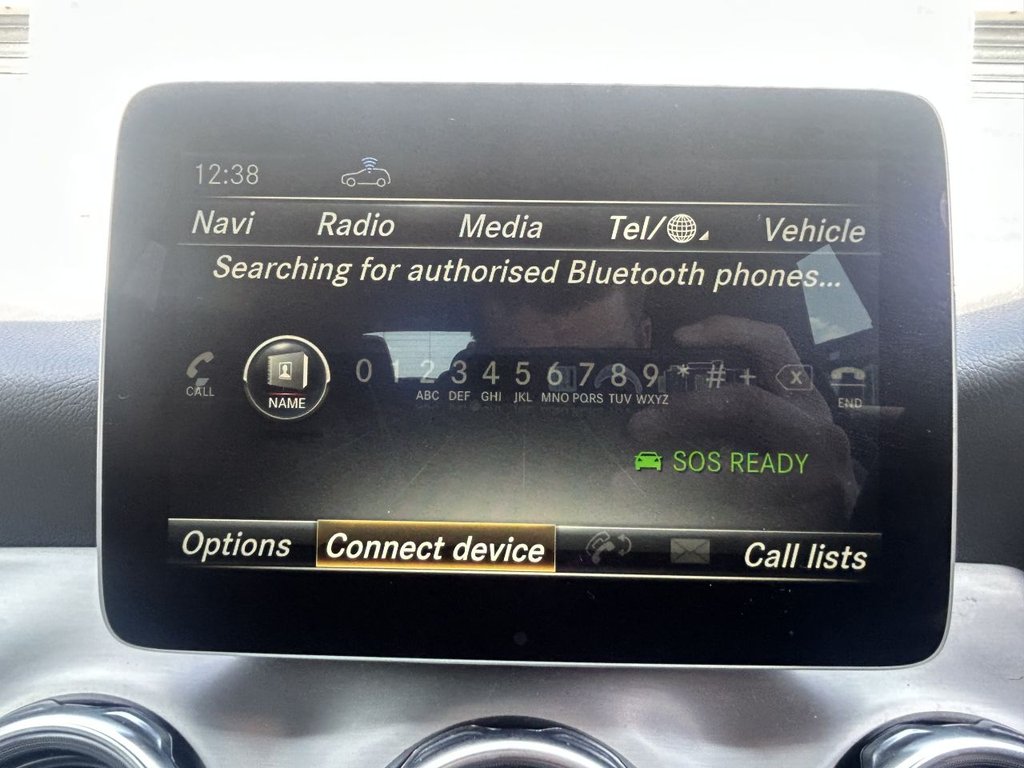 12:38
Navi Radio Media Tel/ Vehicle
Searching for authorised Bluetooth phones...
0 1 2 3 4 5 6 7 8 9 * # + X
CALL NAME ABC DEF GHI JKL MNO PQRS TUV WXYZ END
SOS READY
Options Connect device Call lists